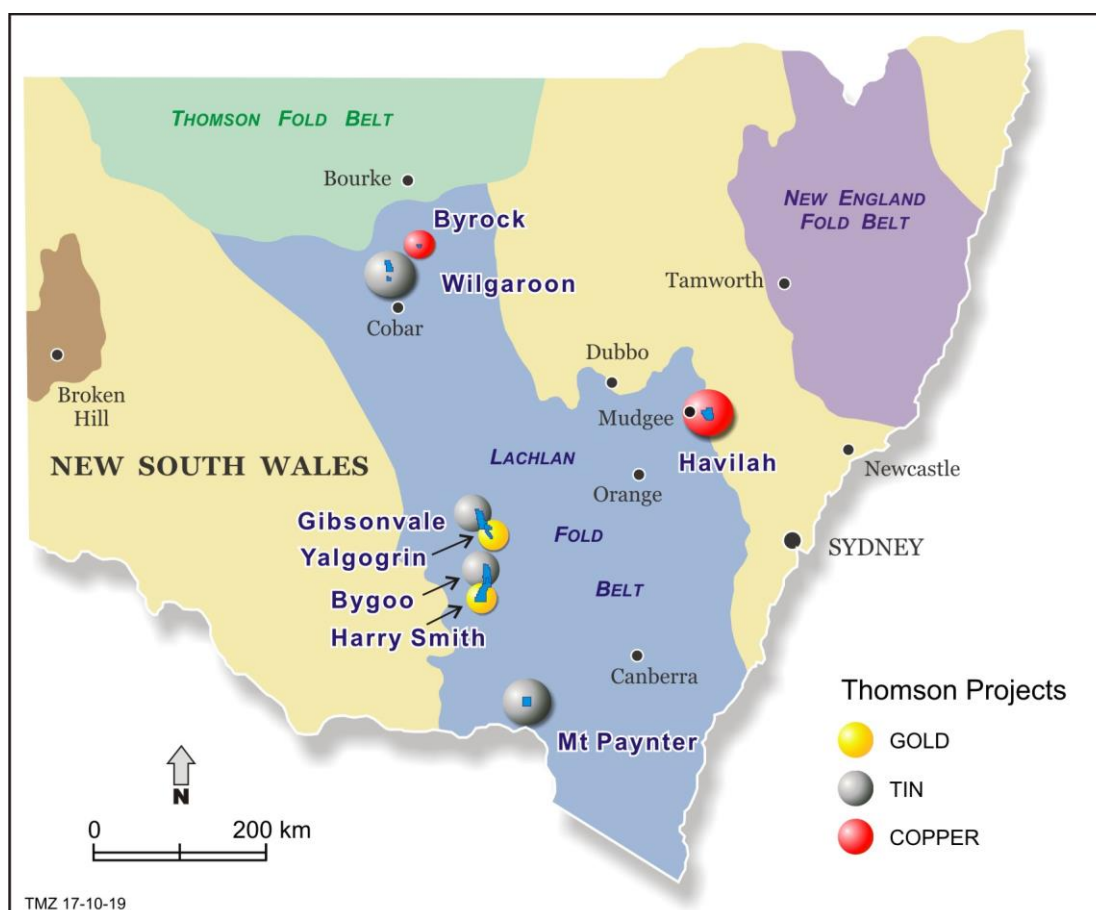 THOMSON FOLD BELT
Bourke
Byrock
Wilgaroon
Cobar
NEW ENGLAND
FOLD BELT
Tamworth
Dubbo
Mudgee
Havilah
Broken
Hill
NEW SOUTH WALES
LACHLAN
Orange
Newcastle
Gibsonvale
Yalgogrin
FOLD
SYDNEY
Bygoo
BELT
Harry Smith
Canberra
Mt Paynter
Thomson Projects
GOLD
TIN
COPPER
N
0 200 km
TMZ 17-10-19